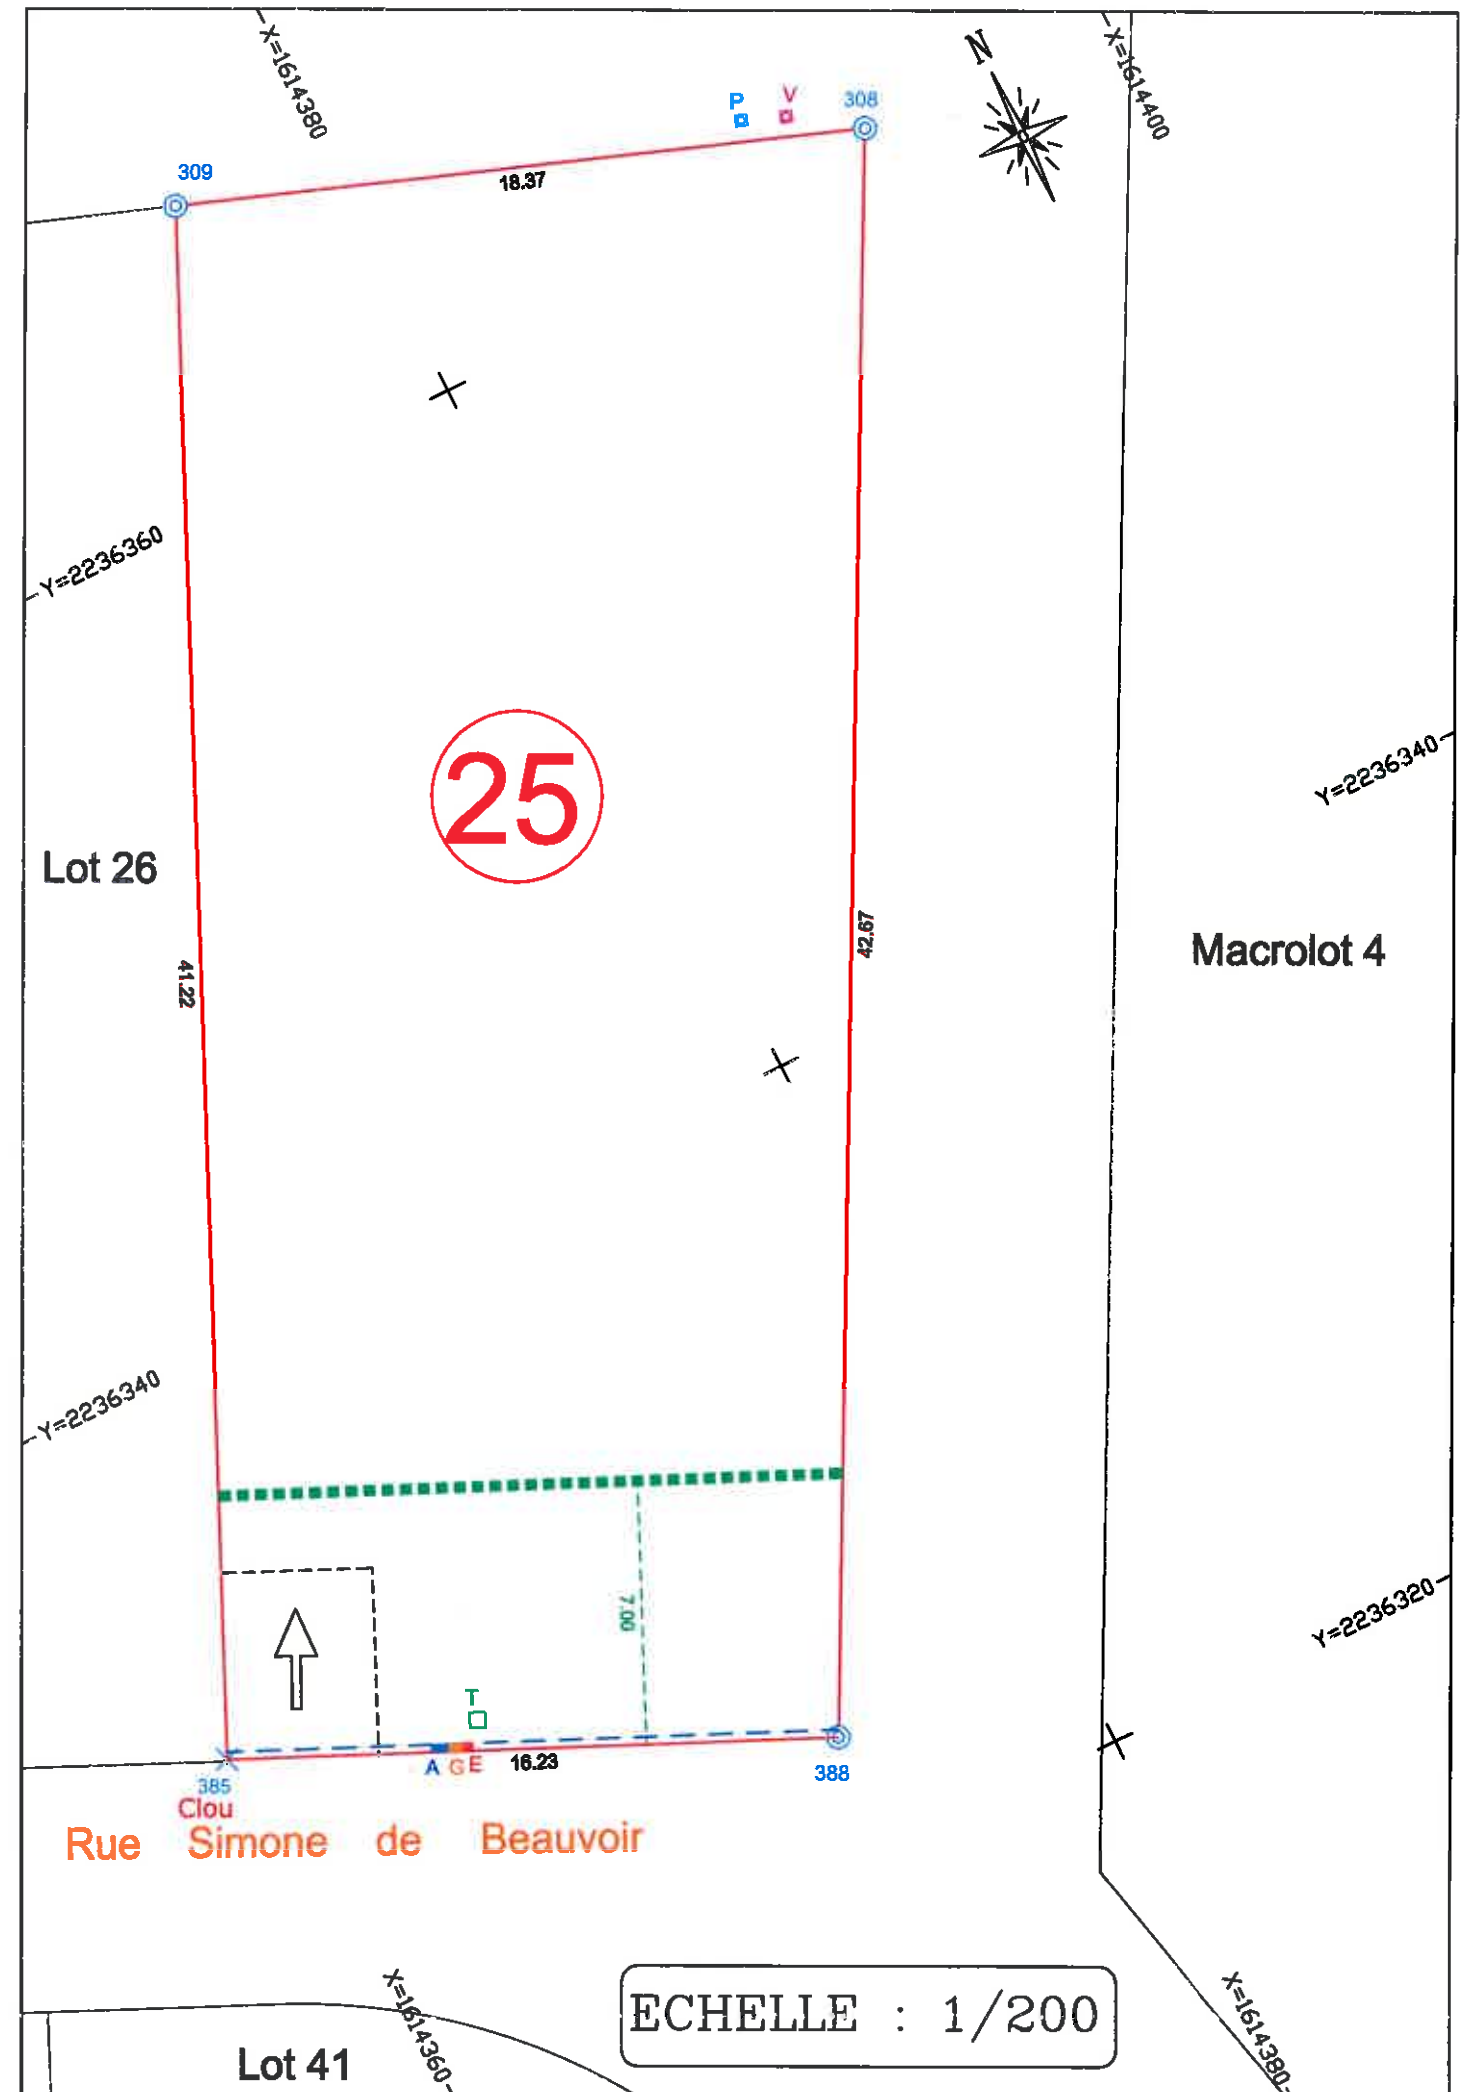 X=1614380
N
X=1614400
P
V
308
309
18.37
Y=2236360
25
Y=2236340
Lot 26
42.67
Macrolot 4
41.22
Y=2236340
7.00
Y=2236320
T
A
G
E
16.23
388
385
Clou
Rue Simone de Beauvoir
X=1614360
ECHELLE : 1/200
X=1614380
Lot 41